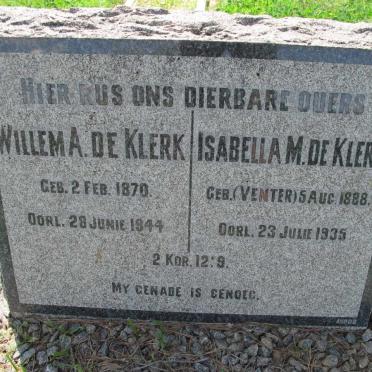 HIER RUS ONS DIERBARE OUERS
WILLEM A. DE KLERK
GEB. 2 FEB. 1870.
OORL. 28 JUNIE 1944
ISABELLA M. DE KLER
GEB. (VENTER) 5 AUG. 1888.
OORL. 23 JULIE 1935
2 KOR. 12:9.
MY GENADE IS GENOEG.